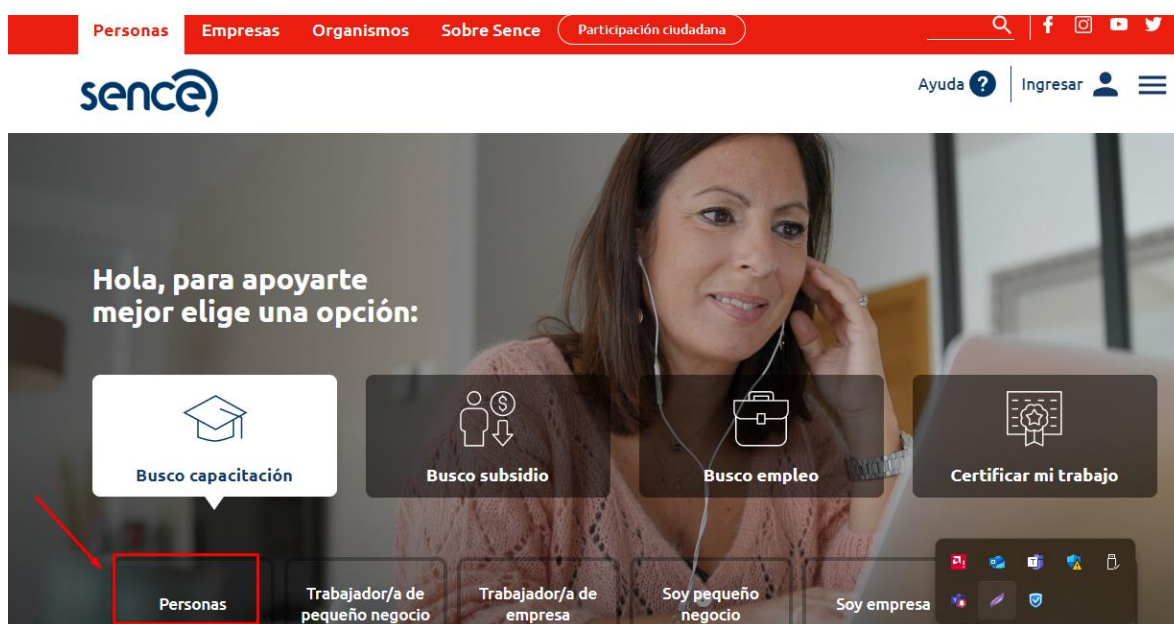 Personas Empresas Organismos Sobre Sence Participación ciudadana
sence
Ayuda ? Ingresar
Hola, para apoyarte
mejor elige una opción:
Busco capacitación
Busco subsidio
Busco empleo
Certificar mi trabajo
Personas
Trabajador/a de
pequeño negocio
Trabajador/a de
empresa
Soy pequeño
negocio
Soy empresa